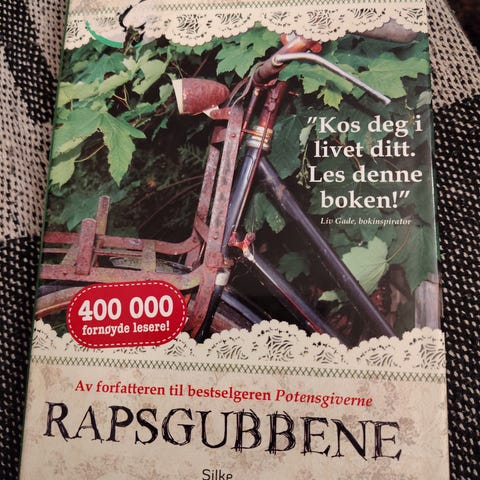 ”Kos deg i
livet ditt.
Les denne
boken!”
Liv Gade, bokinspirator
400 000
fornøyde lesere!
Av forfatteren til bestselgeren Potensgiverne
RAPSGUBBENE
Silke